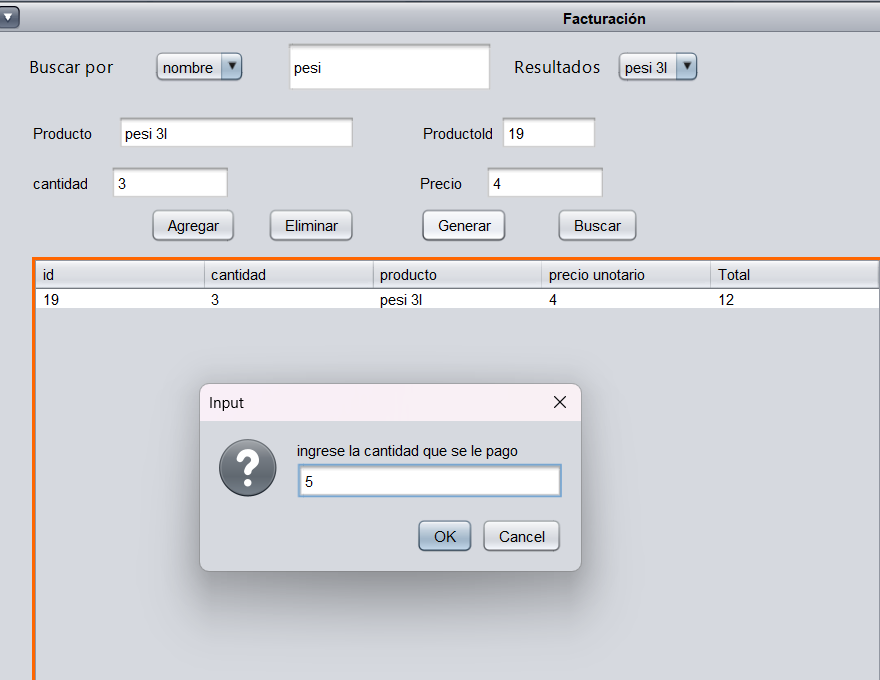 Facturación
Buscar por nombre pesi Resultados pesi 3l
Producto pesi 3l ProductoId 19
cantidad 3 Precio 4
Agregar Eliminar Generar Buscar
id cantidad producto precio unotario Total
19 3 pesi 3l 4 12
Input
ingrese la cantidad que se le pago
5
OK Cancel